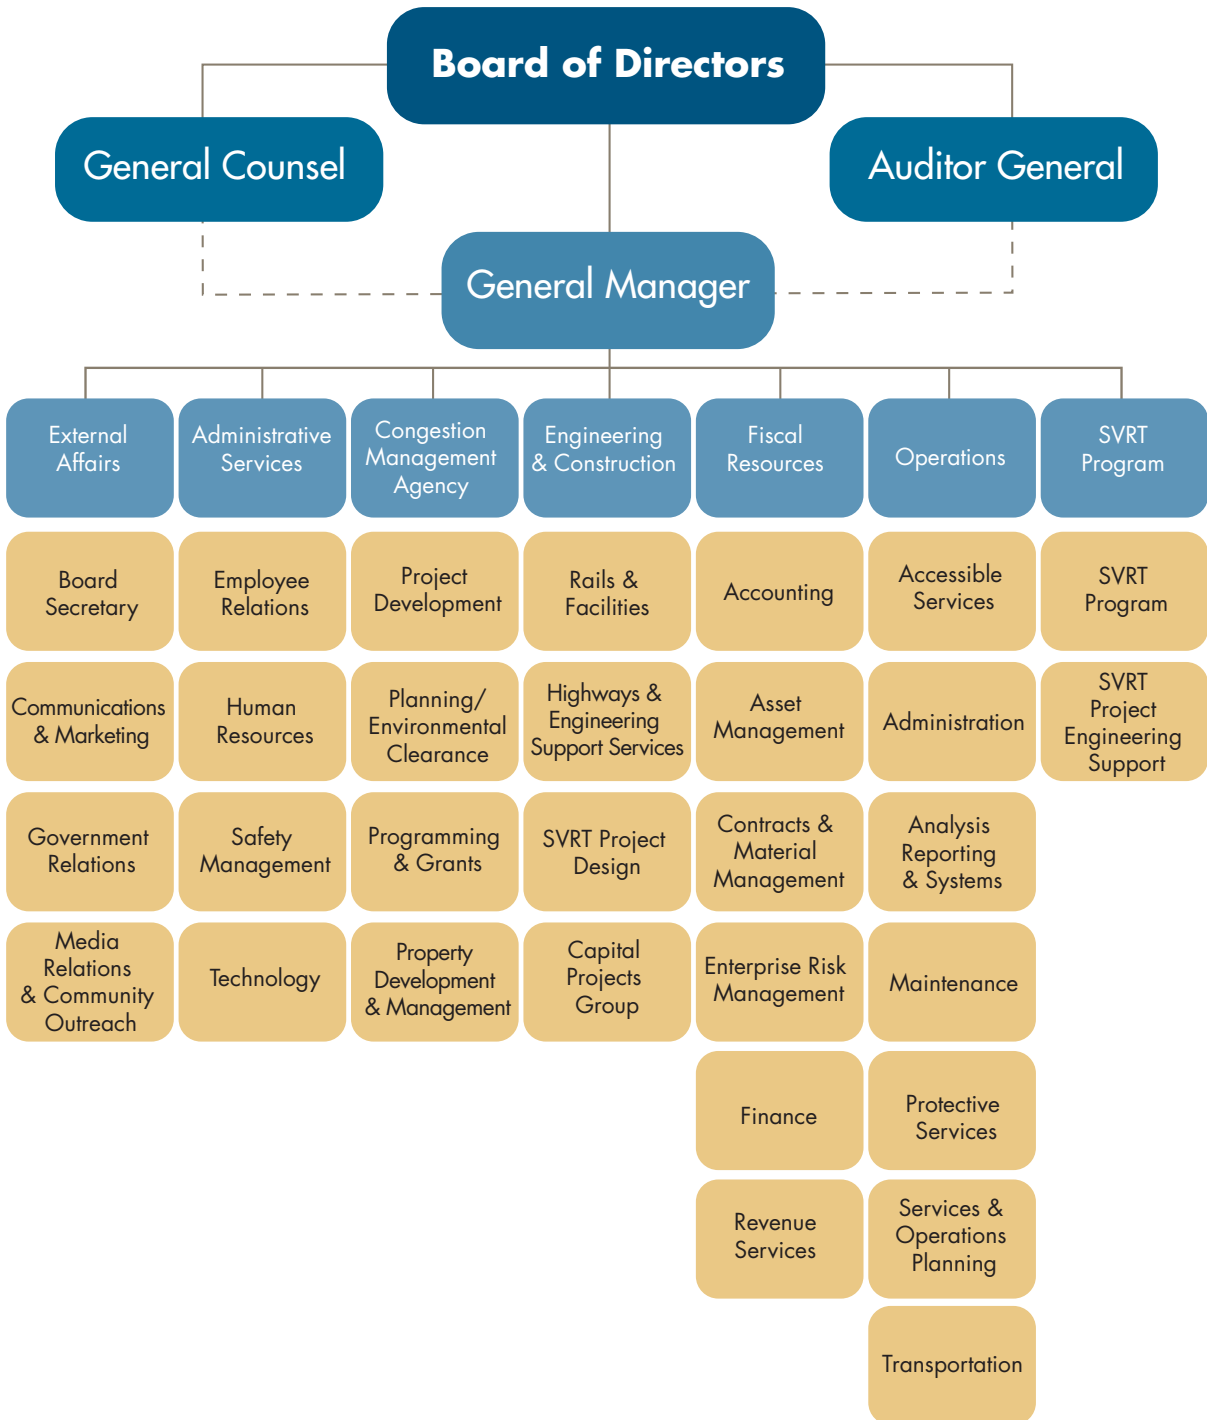 Board of Directors
General Counsel
Auditor General
General Manager
External
Affairs
Administrative
Services
Congestion
Management
Agency
Engineering
& Construction
Fiscal
Resources
Operations
SVRT
Program
Board
Secretary
Employee
Relations
Project
Development
Rails &
Facilities
Accounting
Accessible
Services
SVRT
Program
Communications
& Marketing
Human
Resources
Planning/
Environmental
Clearance
Highways &
Engineering
Support Services
Asset
Management
Administration
SVRT
Project
Engineering
Support
Government
Relations
Safety
Management
Programming
& Grants
SVRT Project
Design
Contracts &
Material
Management
Analysis
Reporting
& Systems
Media
Relations
& Community
Outreach
Technology
Property
Development
& Management
Capital
Projects
Group
Enterprise Risk
Management
Maintenance
Finance
Protective
Services
Revenue
Services
Services &
Operations
Planning
Transportation